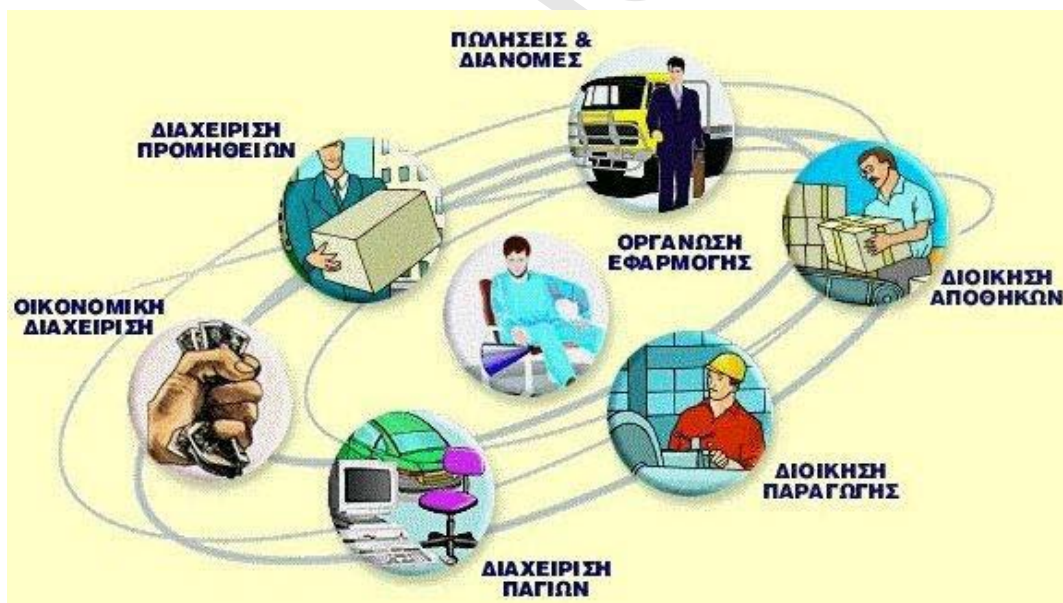 ΠΩΛΗΣΕΙΣ &
ΔΙΑΝΟΜΕΣ
ΔΙΑΧΕΙΡΙΣΗ
ΠΡΟΜΗΘΕΙΩΝ
ΟΡΓΑΝΩΣΗ
ΕΦΑΡΜΟΓΗΣ
ΔΙΟΙΚΗΣΗ
ΑΠΟΘΗΚΩΝ
ΟΙΚΟΝΟΜΙΚΗ
ΔΙΑΧΕΙΡΙΣΗ
ΔΙΟΙΚΗΣΗ
ΠΑΡΑΓΩΓΗΣ
ΔΙΑΧΕΙΡΙΣΗ
ΠΑΓΙΩΝ